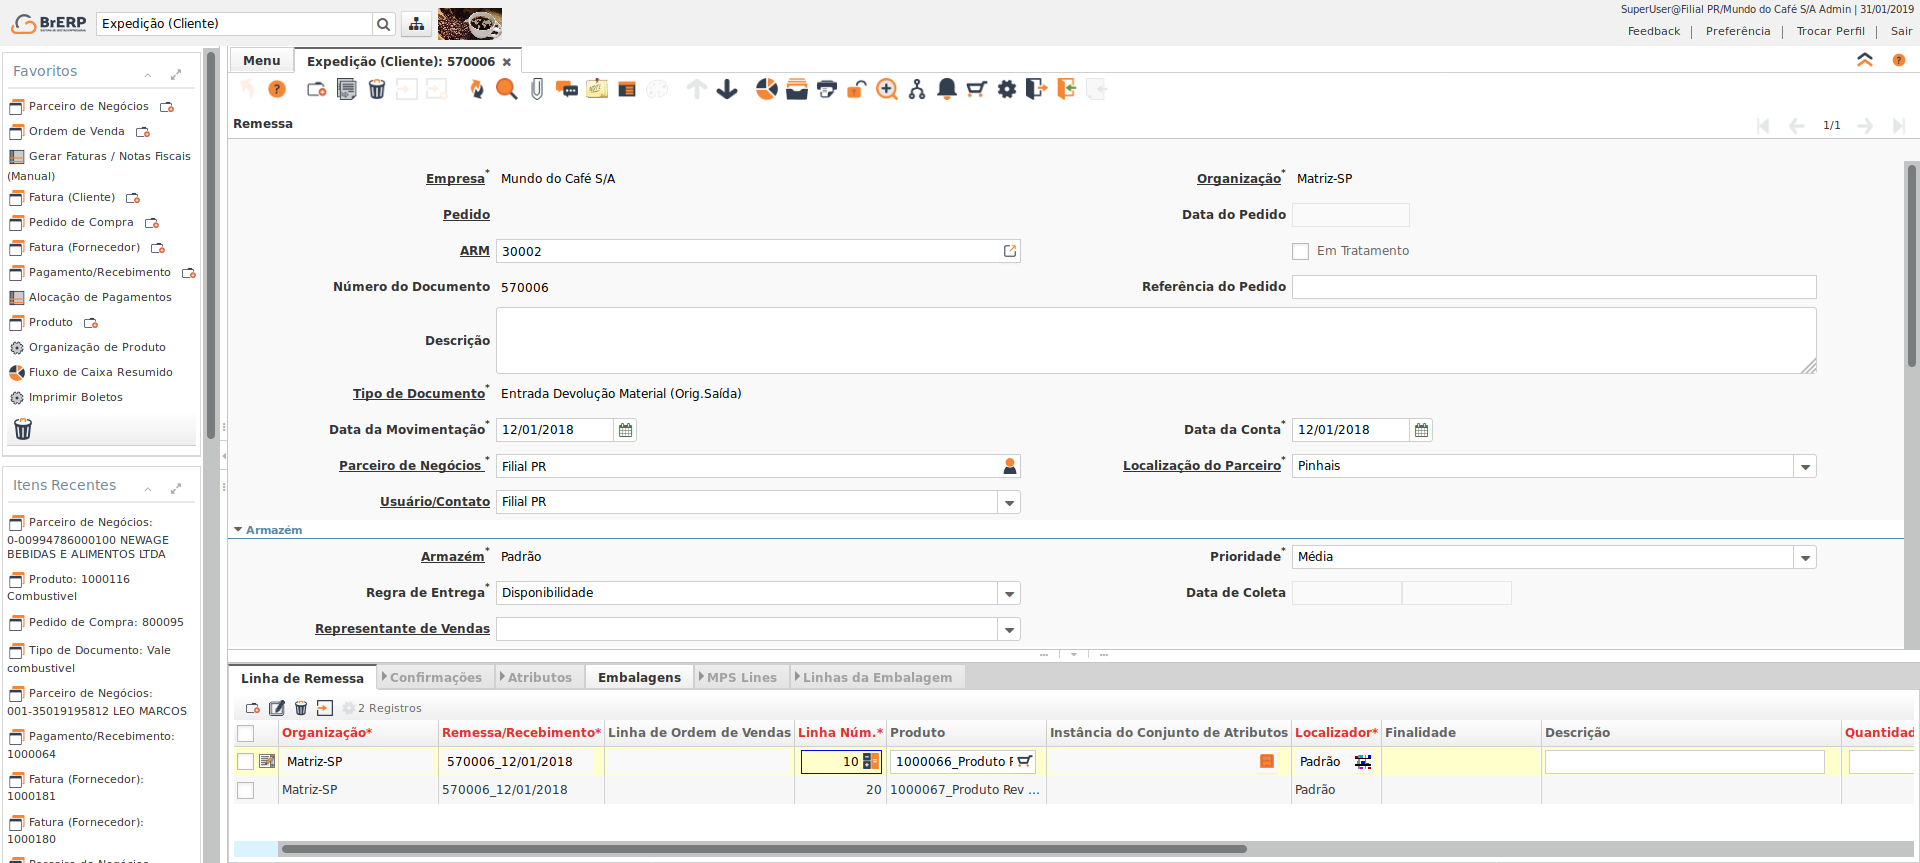 BrERP
Expedição (Cliente)
SuperUser@Filial PR/Mundo do Café S/A Admin | 31/01/2019
Feedback | Preferência | Trocar Perfil | Sair
Favoritos
Parceiro de Negócios
Ordem de Venda
Gerar Faturas / Notas Fiscais
(Manual)
Fatura (Cliente)
Pedido de Compra
Fatura (Fornecedor)
Pagamento/Recebimento
Alocação de Pagamentos
Produto
Organização de Produto
Fluxo de Caixa Resumido
Imprimir Boletos
Itens Recentes
Parceiro de Negócios:
0-00994786000100 NEWAGE
BEBIDAS E ALIMENTOS LTDA
Produto: 1000116
Combustivel
Pedido de Compra: 800095
Tipo de Documento: Vale
combustivel
Parceiro de Negócios:
001-35019195812 LEO MARCOS
Pagamento/Recebimento:
1000064
Fatura (Fornecedor):
1000181
Fatura (Fornecedor):
1000180
Menu
Expedição (Cliente): 570006
Remessa
1/1
Empresa* Mundo do Café S/A
Organização* Matriz-SP
Pedido
Data do Pedido
ARM 30002
Em Tratamento
Número do Documento 570006
Referência do Pedido
Descrição
Tipo de Documento* Entrada Devolução Material (Orig.Saída)
Data da Movimentação* 12/01/2018
Data da Conta* 12/01/2018
Parceiro de Negócios* Filial PR
Localização do Parceiro* Pinhais
Usuário/Contato Filial PR
Armazém
Armazém* Padrão
Prioridade* Média
Regra de Entrega* Disponibilidade
Data de Coleta
Representante de Vendas
Linha de Remessa Confirmações Atributos Embalagens MPS Lines Linhas da Embalagem
2 Registros
Organização* Remessa/Recebimento* Linha de Ordem de Vendas Linha Núm.* Produto Instância do Conjunto de Atributos Localizador* Finalidade Descrição Quantidad
Matriz-SP 570006_12/01/2018 10 1000066_Produto Padrão
Matriz-SP 570006_12/01/2018 20 1000067_Produto Rev ... Padrão